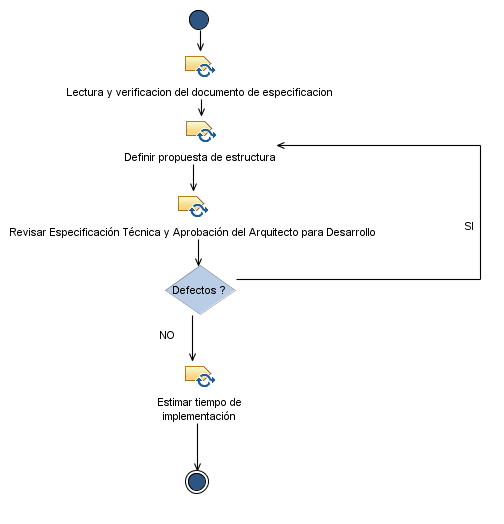 Lectura y verificacion del documento de especificacion
Definir propuesta de estructura
Revisar Especificación Técnica y Aprobación del Arquitecto para Desarrollo
SI
Defectos ?
NO
Estimar tiempo de
implementación